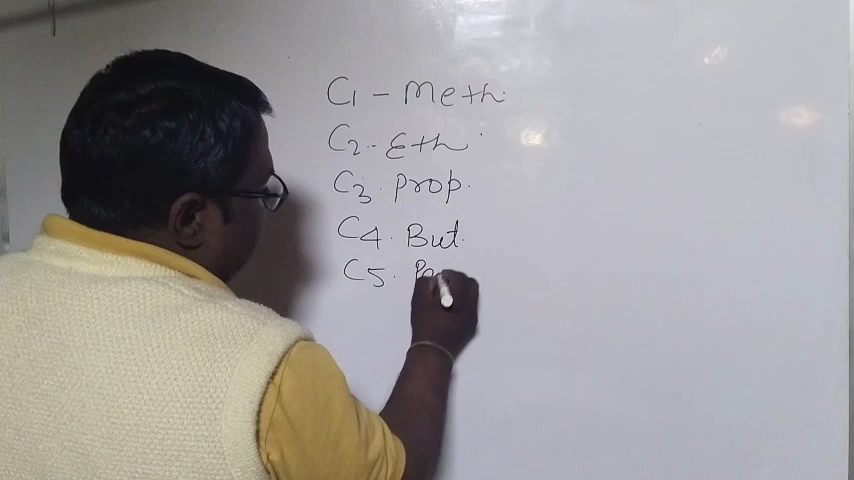 C1 - Meth.
C2.. Eth.
C3. Prop.
C4. But.
C5.